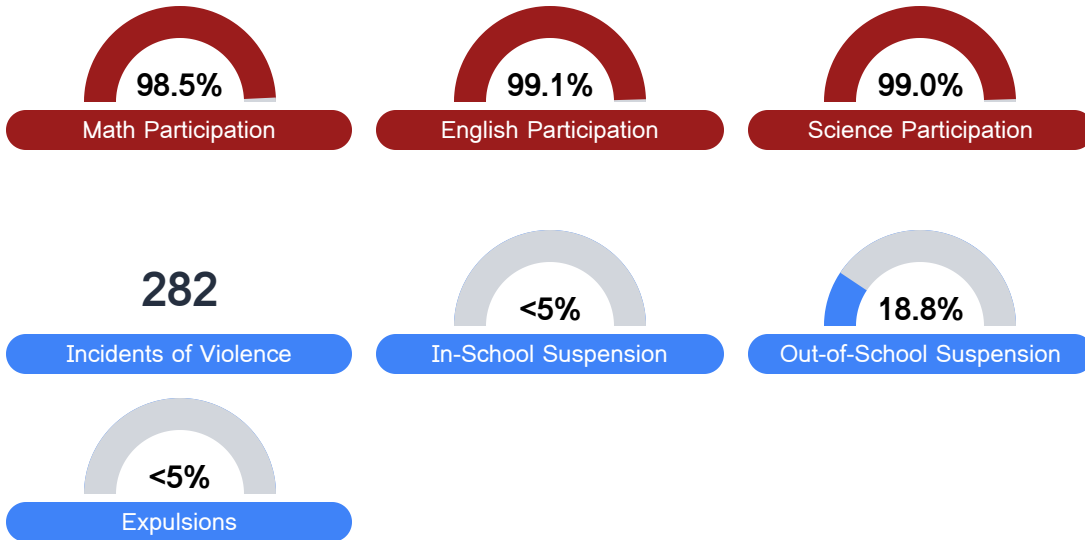 98.5%
Math Participation
99.1%
English Participation
99.0%
Science Participation
282
Incidents of Violence
<5%
In-School Suspension
18.8%
Out-of-School Suspension
<5%
Expulsions